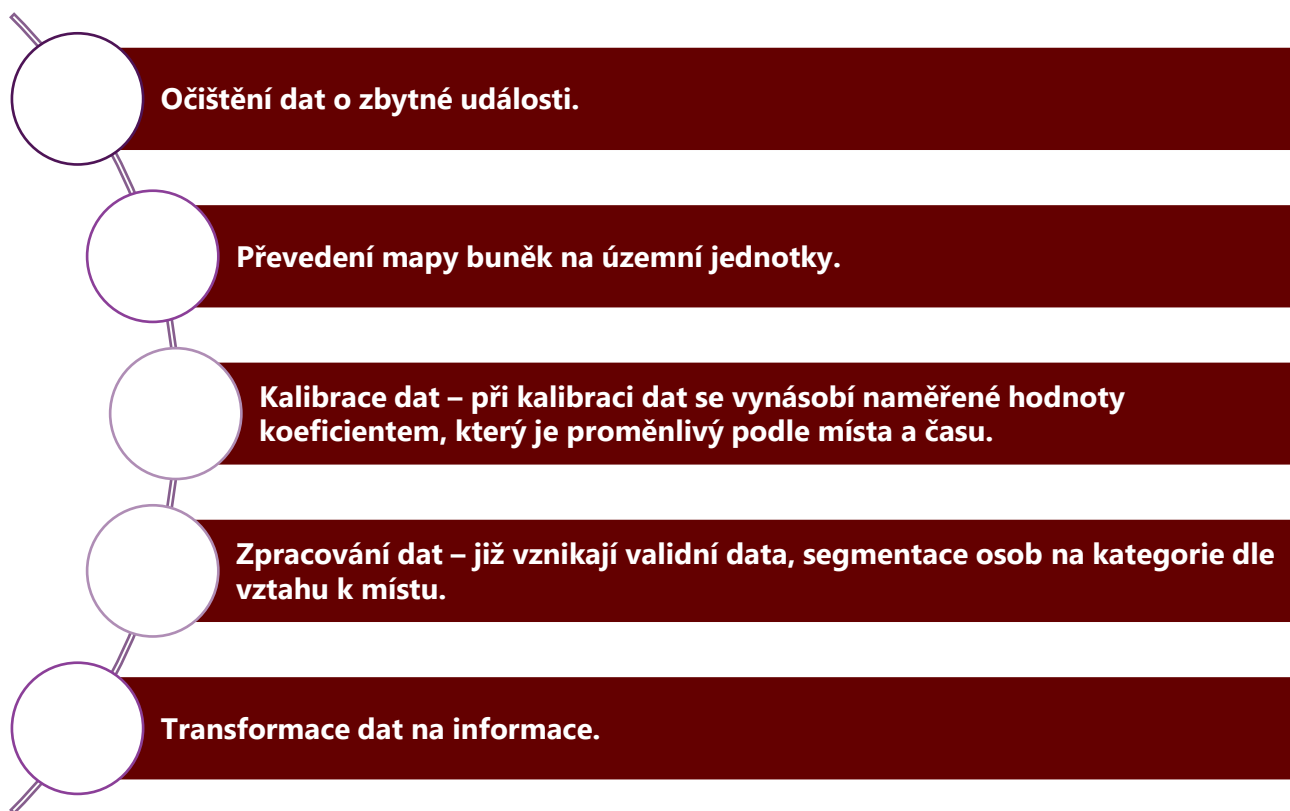 Očištění dat o zbytné události.
Převedení mapy buněk na územní jednotky.
Kalibrace dat – při kalibraci dat se vynásobí naměřené hodnoty
koeficientem, který je proměnlivý podle místa a času.
Zpracování dat – již vznikají validní data, segmentace osob na kategorie dle
vztahu k místu.
Transformace dat na informace.